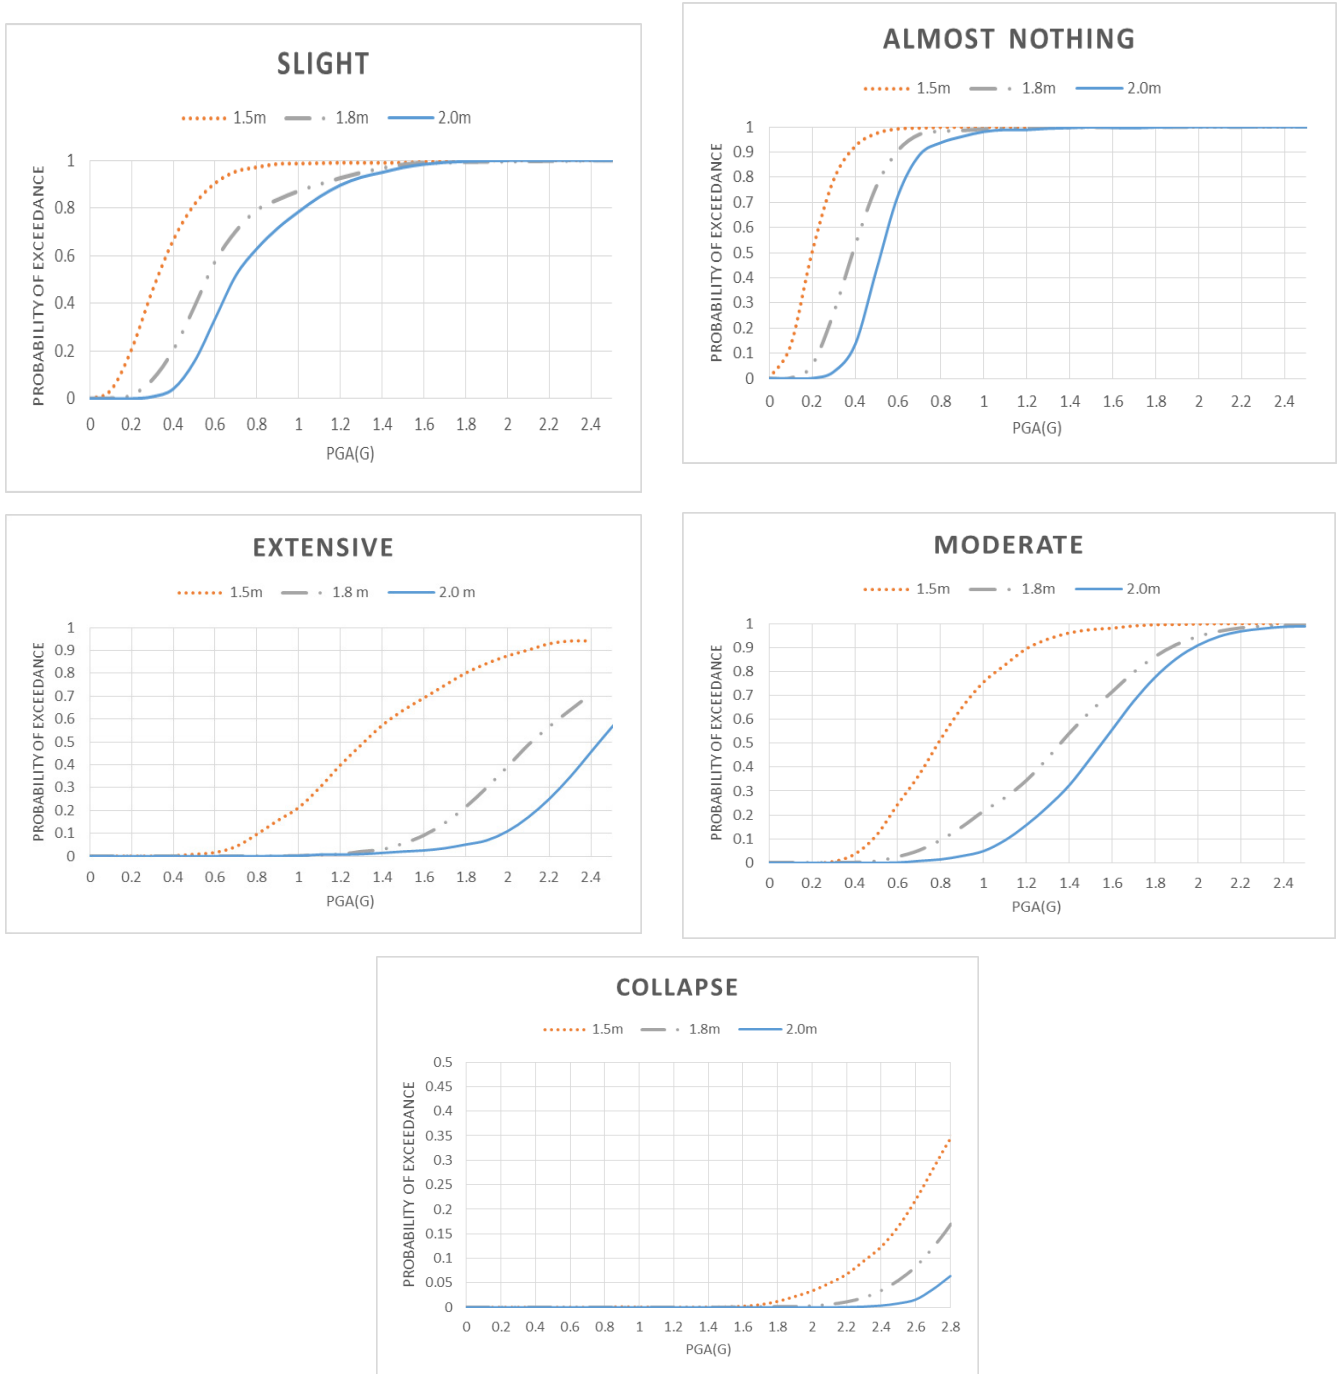 SLIGHT
1.5m 1.8m 2.0m
PROBABILITY OF EXCEEDANCE
1
0.8
0.6
0.4
0.2
0
0 0.2 0.4 0.6 0.8 1 1.2 1.4 1.6 1.8 2 2.2 2.4
PGA(G)
ALMOST NOTHING
1.5m 1.8m 2.0m
PROBABILITY OF EXCEEDANCE
1
0.9
0.8
0.7
0.6
0.5
0.4
0.3
0.2
0.1
0
0 0.2 0.4 0.6 0.8 1 1.2 1.4 1.6 1.8 2 2.2 2.4
PGA(G)
EXTENSIVE
1.5m 1.8 m 2.0 m
PROBABILITY OF EXCEEDANCE
1
0.9
0.8
0.7
0.6
0.5
0.4
0.3
0.2
0.1
0
0 0.2 0.4 0.6 0.8 1 1.2 1.4 1.6 1.8 2 2.2 2.4
PGA(G)
MODERATE
1.5m 1.8m 2.0m
PROBABILITY OF EXCEEDANCE
1
0.9
0.8
0.7
0.6
0.5
0.4
0.3
0.2
0.1
0
0 0.2 0.4 0.6 0.8 1 1.2 1.4 1.6 1.8 2 2.2 2.4
PGA(G)
COLLAPSE
1.5m 1.8m 2.0m
PROBABILITY OF EXCEEDANCE
0.5
0.45
0.4
0.35
0.3
0.25
0.2
0.15
0.1
0.05
0
0 0.2 0.4 0.6 0.8 1 1.2 1.4 1.6 1.8 2 2.2 2.4 2.6 2.8
PGA(G)